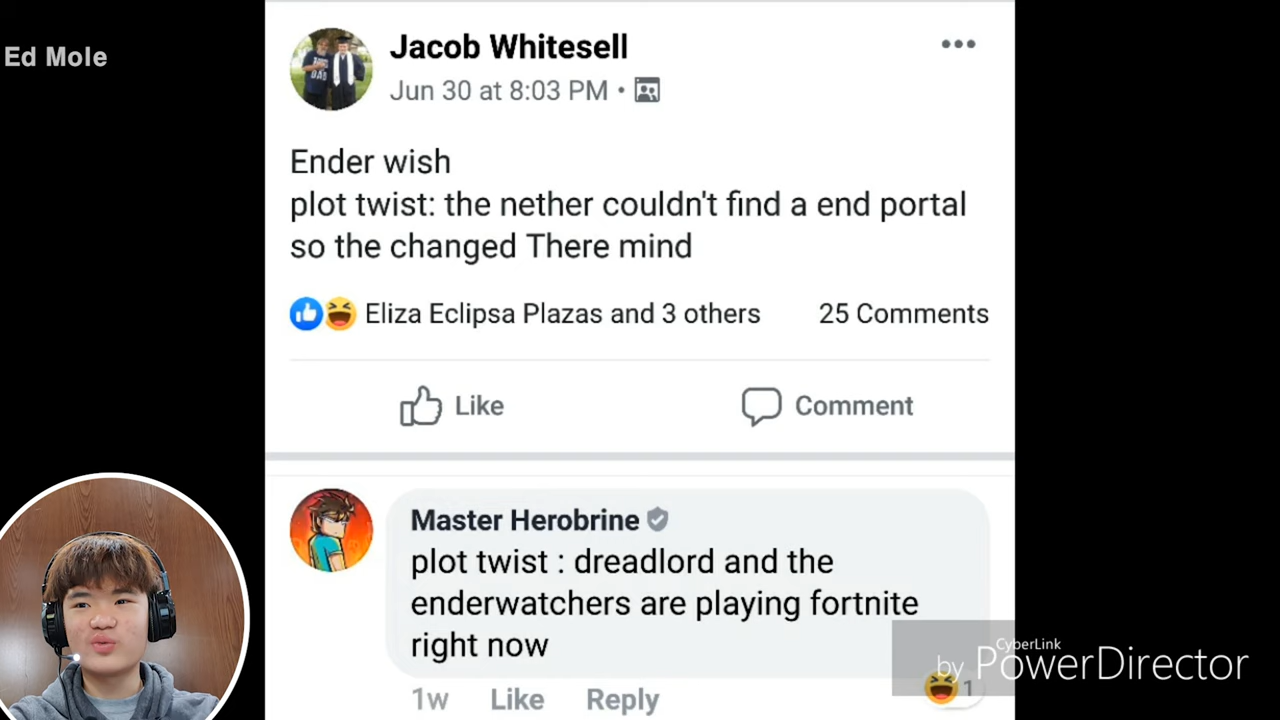 Ed Mole
Jacob Whitesell
Jun 30 at 8:03 PM •
Ender wish
plot twist: the nether couldn't find a end portal
so the changed There mind
Eliza Eclipsa Plazas and 3 others 25 Comments
Like Comment
Master Herobrine
plot twist : dreadlord and the
enderwatchers are playing fortnite
right now
1w Like Reply 1
CyberLink
by PowerDirector